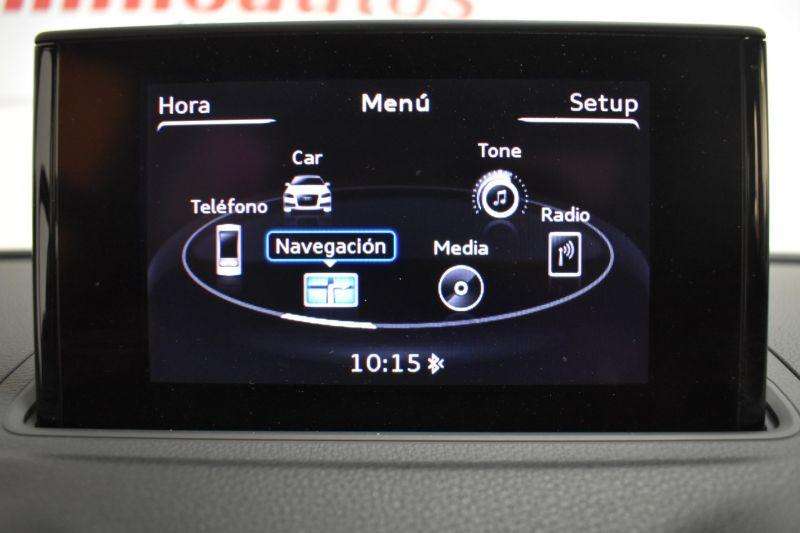 Hora Menú Setup
Car Tone
Teléfono Radio
Navegación Media
10:15